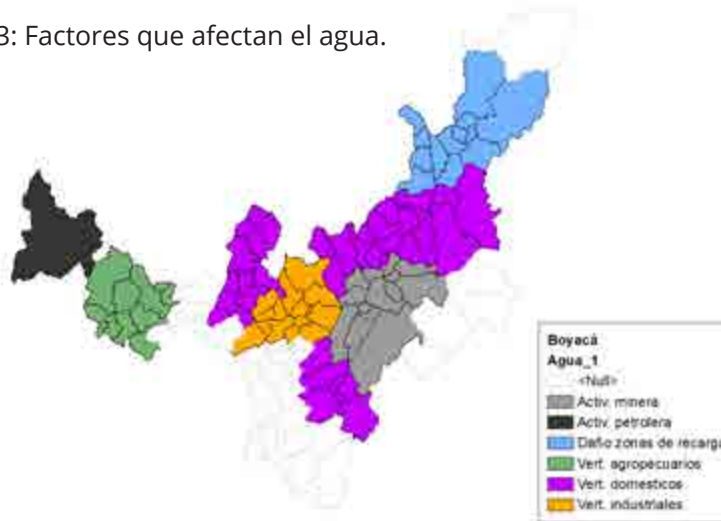 3: Factores que afectan el agua.
Boyacá
Agua_1
<Null>
Activ. minera
Activ. petrolera
Daño zonas de recarga
Vert. agropecuarios
Vert. domesticos
Vert. industriales